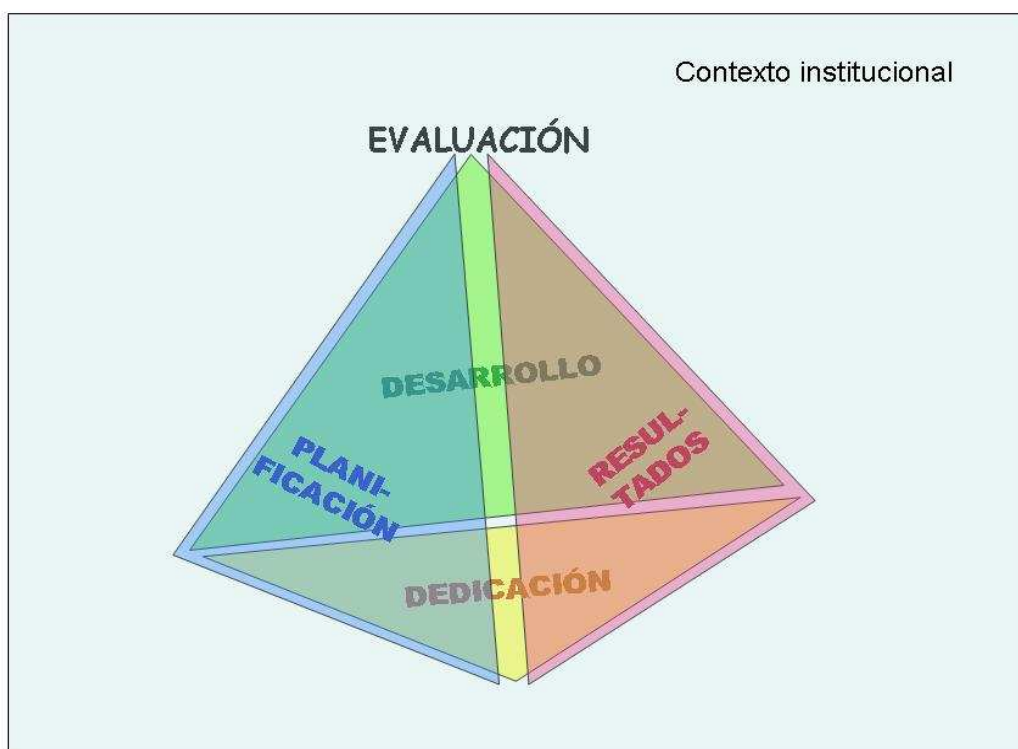 Contexto institucional
EVALUACIÓN
DESARROLLO
PLANI-
FICACIÓN
RESUL-
TADOS
DEDICACIÓN